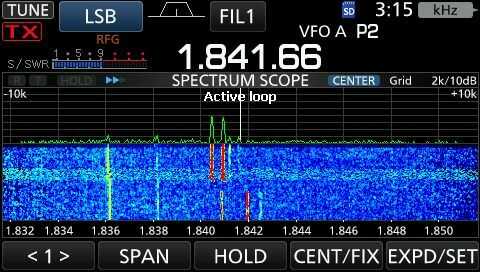 TUNE LSB FIL1 SD 3:15 kHz
TX RFG VFO A P2
1 5 9
S/SWR 1.841.66
R T HOLD SPECTRUM SCOPE CENTER Grid 2k/10dB
-10k Active loop +10k
1.832 1.834 1.836 1.838 1.840 1.842 1.844 1.846 1.848 1.850
< 1 > SPAN HOLD CENT/FIX EXPD/SET